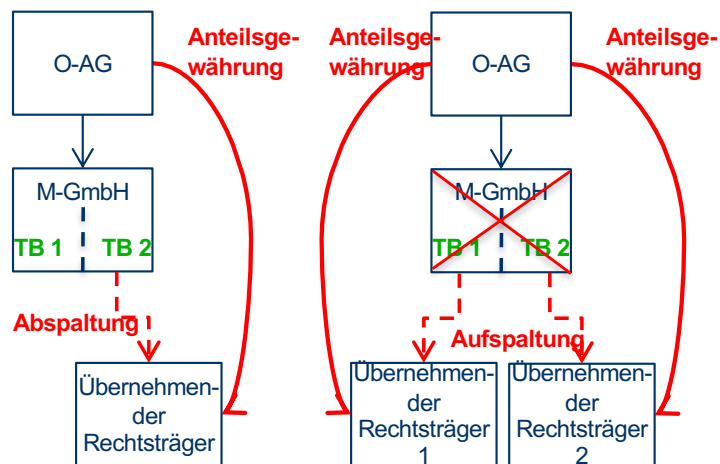 Anteilsge-
währung
O-AG
M-GmbH
TB 1 TB 2
Abspaltung
Übernehmen-
der
Rechtsträger
Anteilsge-
währung
O-AG
Anteilsge-
währung
M-GmbH
TB 1 TB 2
Aufspaltung
Übernehmen-
der
Rechtsträger
1
Übernehmen-
der
Rechtsträger
2